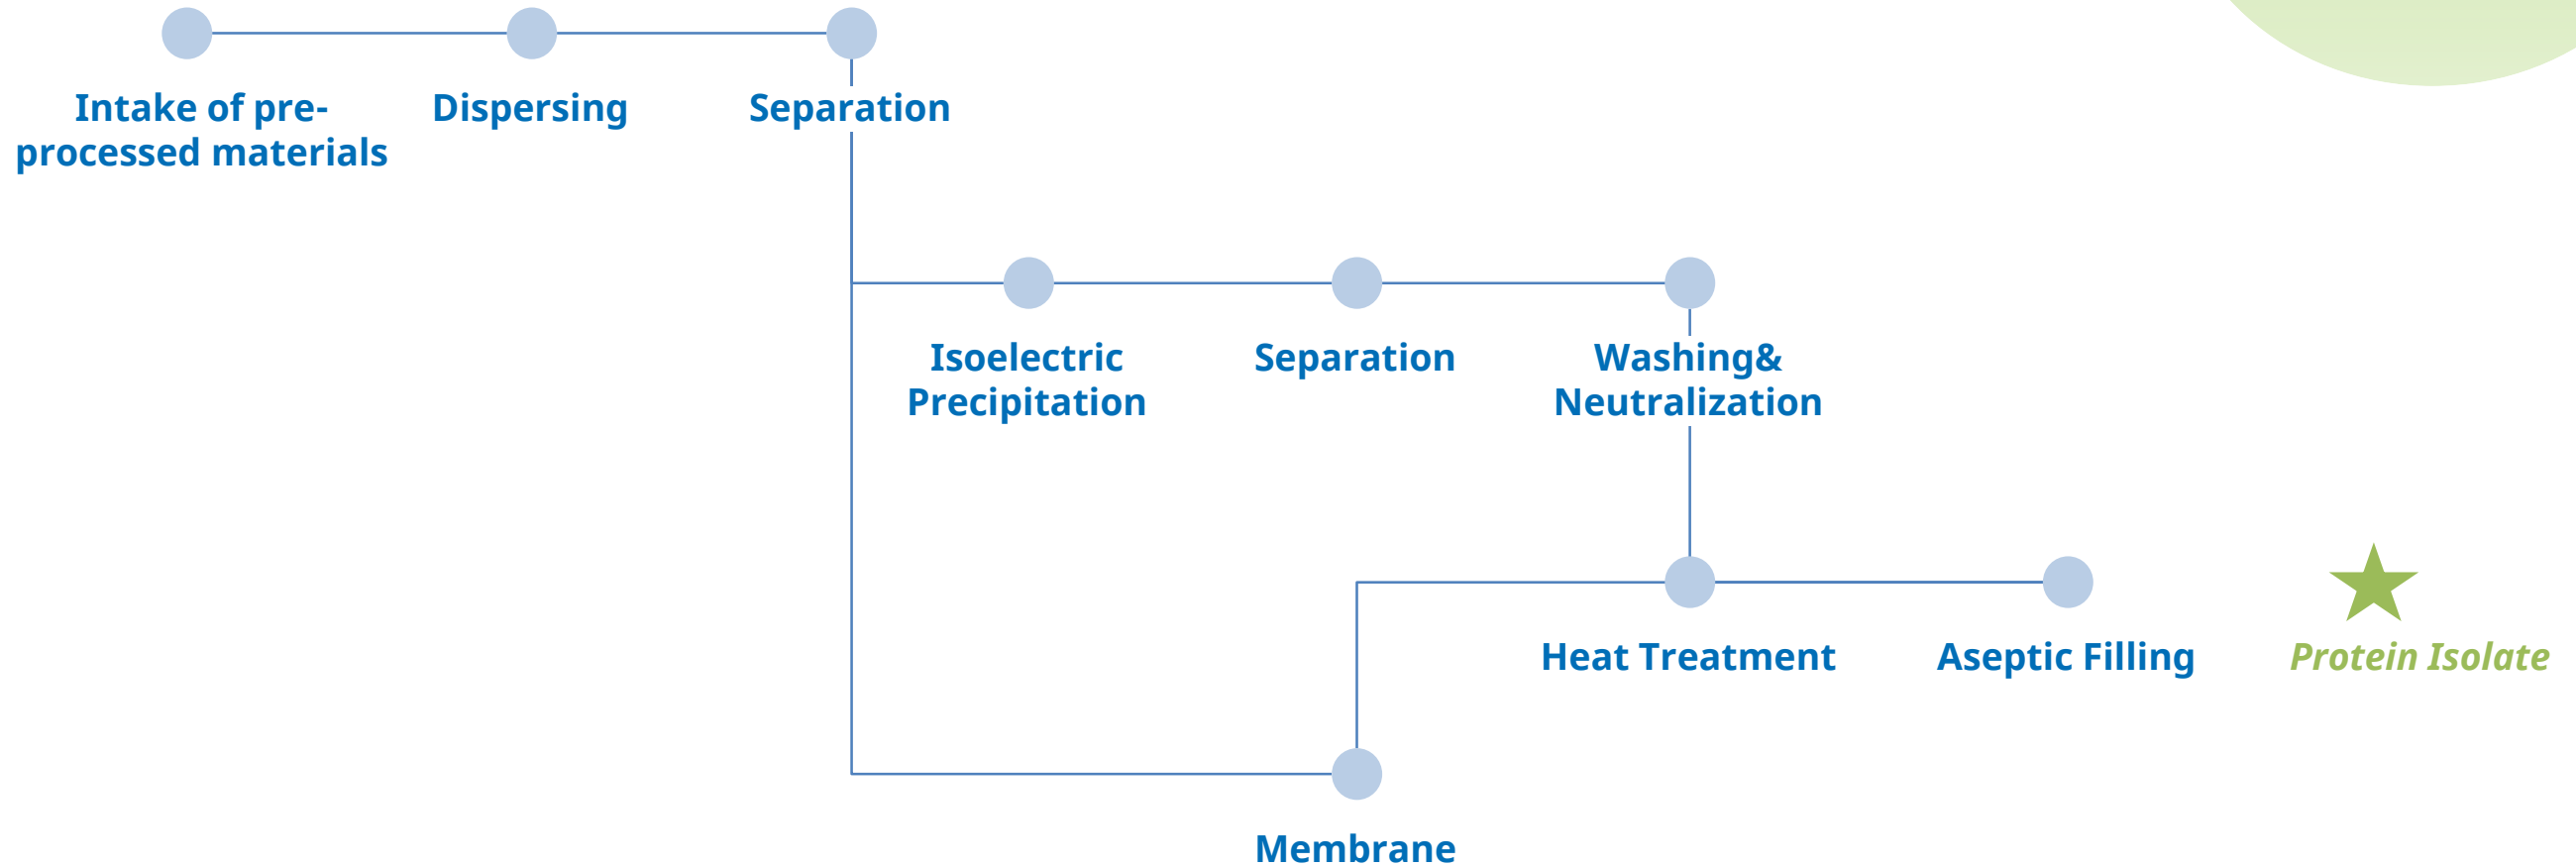 Intake of pre-
processed materials
Dispersing
Separation
Isoelectric
Precipitation
Separation
Washing&
Neutralization
Heat Treatment
Aseptic Filling
Protein Isolate
Membrane